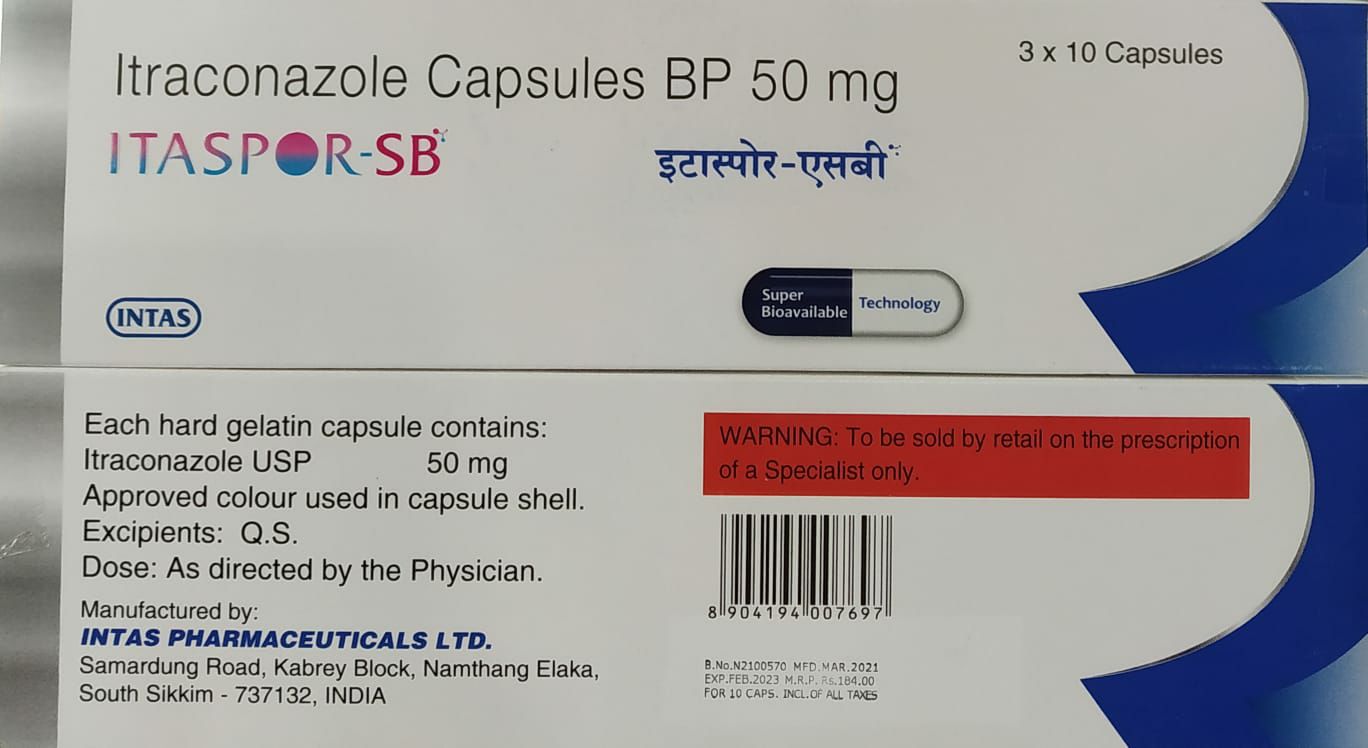 Itraconazole Capsules BP 50 mg
3 x 10 Capsules
ITASPOR-SB
इटास्पोर-एसबी
INTAS
Super
Bioavailable
Technology
Each hard gelatin capsule contains:
Itraconazole USP 50 mg
Approved colour used in capsule shell.
Excipients: Q.S.
Dose: As directed by the Physician.
Manufactured by:
INTAS PHARMACEUTICALS LTD.
Samardung Road, Kabrey Block, Namthang Elaka,
South Sikkim - 737132, INDIA
WARNING: To be sold by retail on the prescription
of a Specialist only.
8 904194 007697
B.No.N2100570 MFD.MAR.2021
EXP.FEB.2023 M.R.P. Rs.184.00
FOR 10 CAPS. INCL.OF ALL TAXES